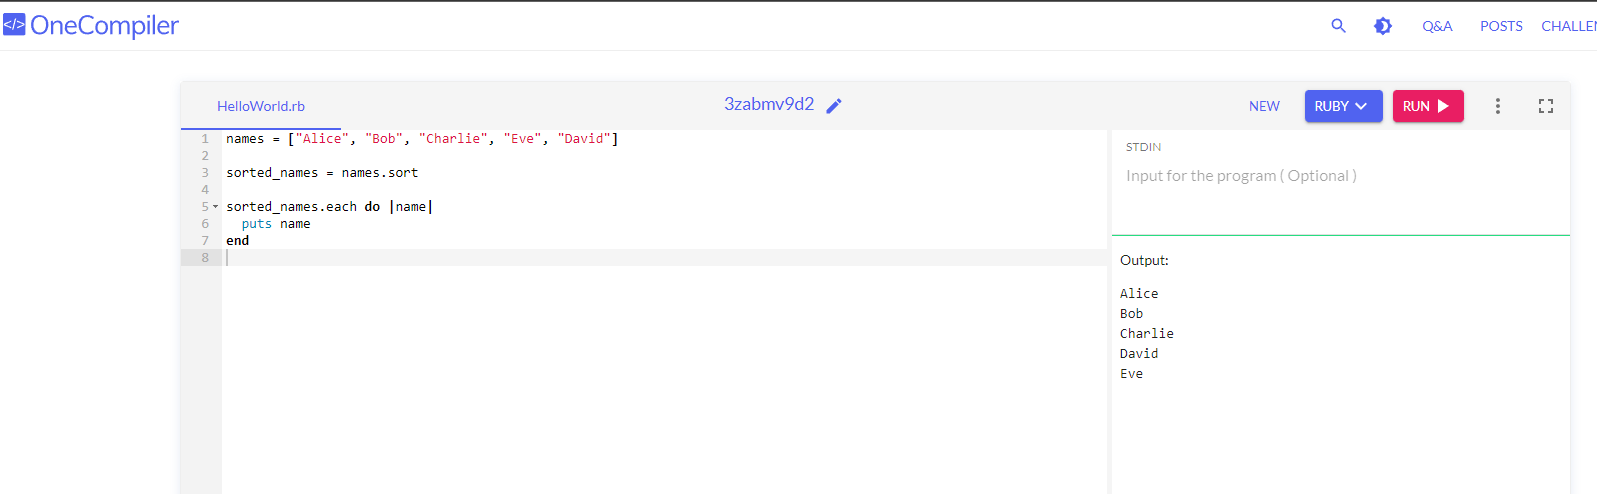 </> OneCompiler
Q&A POSTS
HelloWorld.rb 3zabmv9d2 NEW RUBY RUN
1 names = ["Alice", "Bob", "Charlie", "Eve", "David"]
2
3 sorted_names = names.sort
4
5 sorted_names.each do |name|
6   puts name
7 end
8
STDIN
Input for the program ( Optional )
Output:
Alice
Bob
Charlie
David
Eve